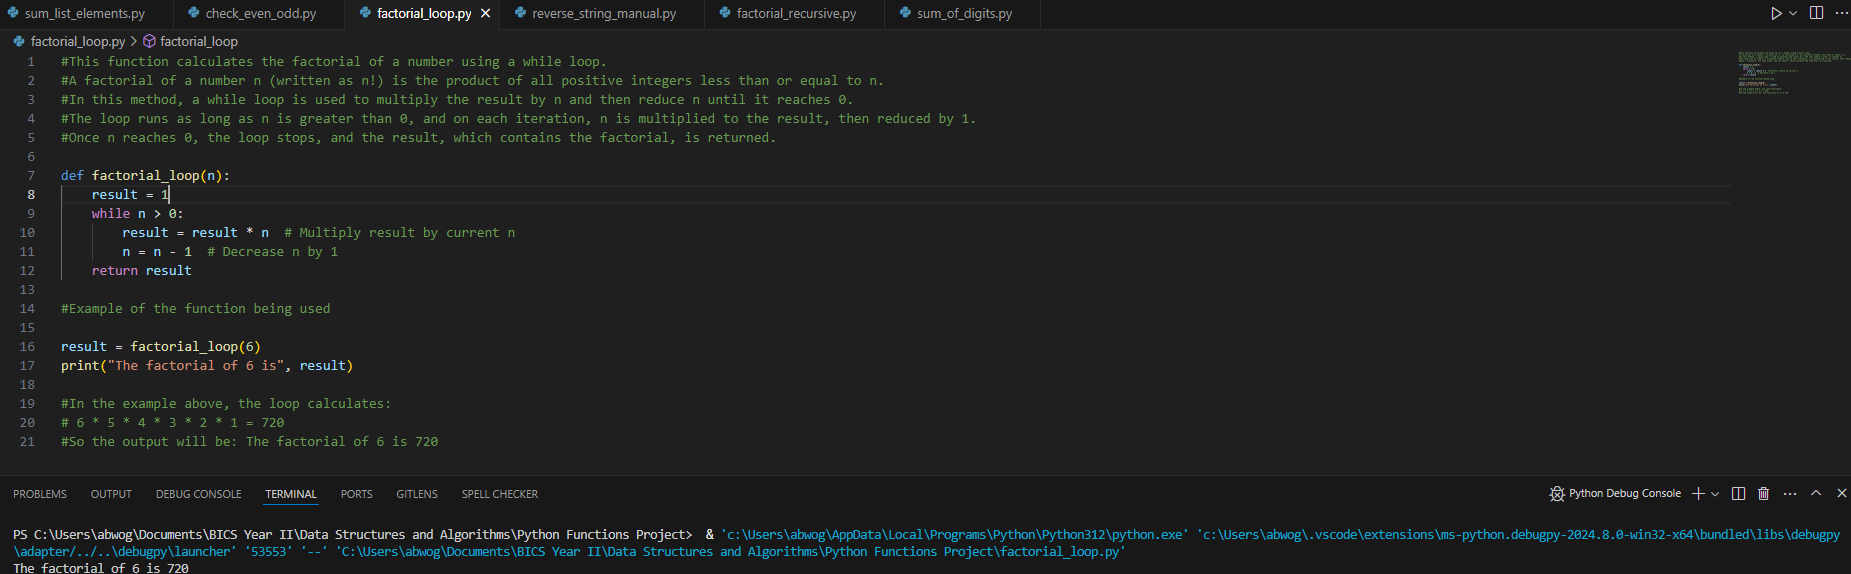 sum_list_elements.py check_even_odd.py factorial_loop.py reverse_string_manual.py factorial_recursive.py sum_of_digits.py
factorial_loop.py > factorial_loop
1 #This function calculates the factorial of a number using a while loop.
2 #A factorial of a number n (written as n!) is the product of all positive integers less than or equal to n.
3 #In this method, a while loop is used to multiply the result by n and then reduce n until it reaches 0.
4 #The loop runs as long as n is greater than 0, and on each iteration, n is multiplied to the result, then reduced by 1.
5 #Once n reaches 0, the loop stops, and the result, which contains the factorial, is returned.
6
7 def factorial_loop(n):
8     result = 1
9     while n > 0:
10         result = result * n  # Multiply result by current n
11         n = n - 1  # Decrease n by 1
12     return result
13
14 #Example of the function being used
15
16 result = factorial_loop(6)
17 print("The factorial of 6 is", result)
18
19 #In the example above, the loop calculates:
20 # 6 * 5 * 4 * 3 * 2 * 1 = 720
21 #So the output will be: The factorial of 6 is 720
PROBLEMS OUTPUT DEBUG CONSOLE TERMINAL PORTS GITLENS SPELL CHECKER Python Debug Console
PS C:\Users\abwog\Documents\BICS Year II\Data Structures and Algorithms\Python Functions Project>  & 'c:\Users\abwog\AppData\Local\Programs\Python\Python312\python.exe' 'c:\Users\abwog\.vscode\extensions\ms-python.debugpy-2024.8.0-win32-x64\bundled\libs\debugpy
\adapter/../..\debugpy\launcher' '53553' '--' 'C:\Users\abwog\Documents\BICS Year II\Data Structures and Algorithms\Python Functions Project\factorial_loop.py'
The factorial of 6 is 720